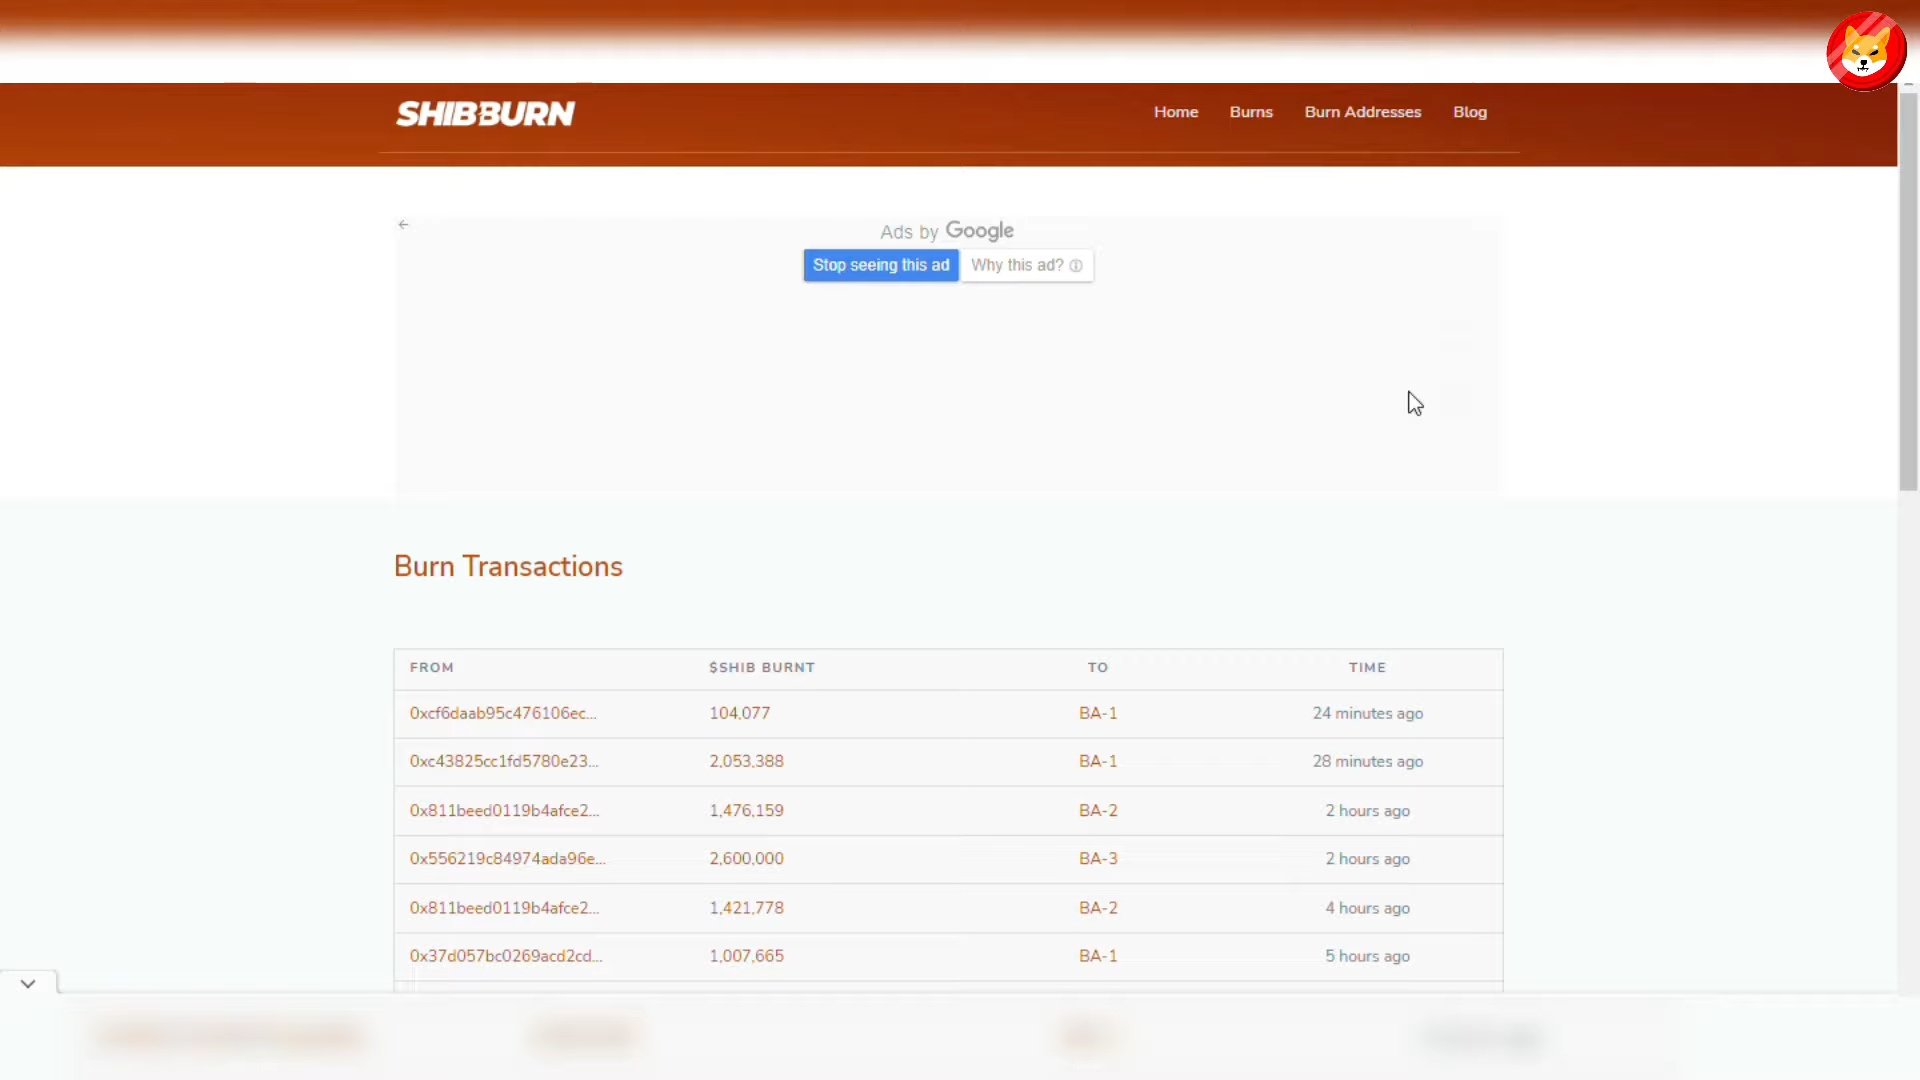 SHIBBURN
Home Burns Burn Addresses Blog
Ads by Google
Stop seeing this ad Why this ad?
Burn Transactions
FROM $SHIB BURNT TO TIME
0xcf6daab95c476106ec... 104,077 BA-1 24 minutes ago
0xc43825cc1fd5780e23... 2,053,388 BA-1 28 minutes ago
0x811beed0119b4afce2... 1,476,159 BA-2 2 hours ago
0x556219c84974ada96e... 2,600,000 BA-3 2 hours ago
0x811beed0119b4afce2... 1,421,778 BA-2 4 hours ago
0x37d057bc0269acd2cd... 1,007,665 BA-1 5 hours ago